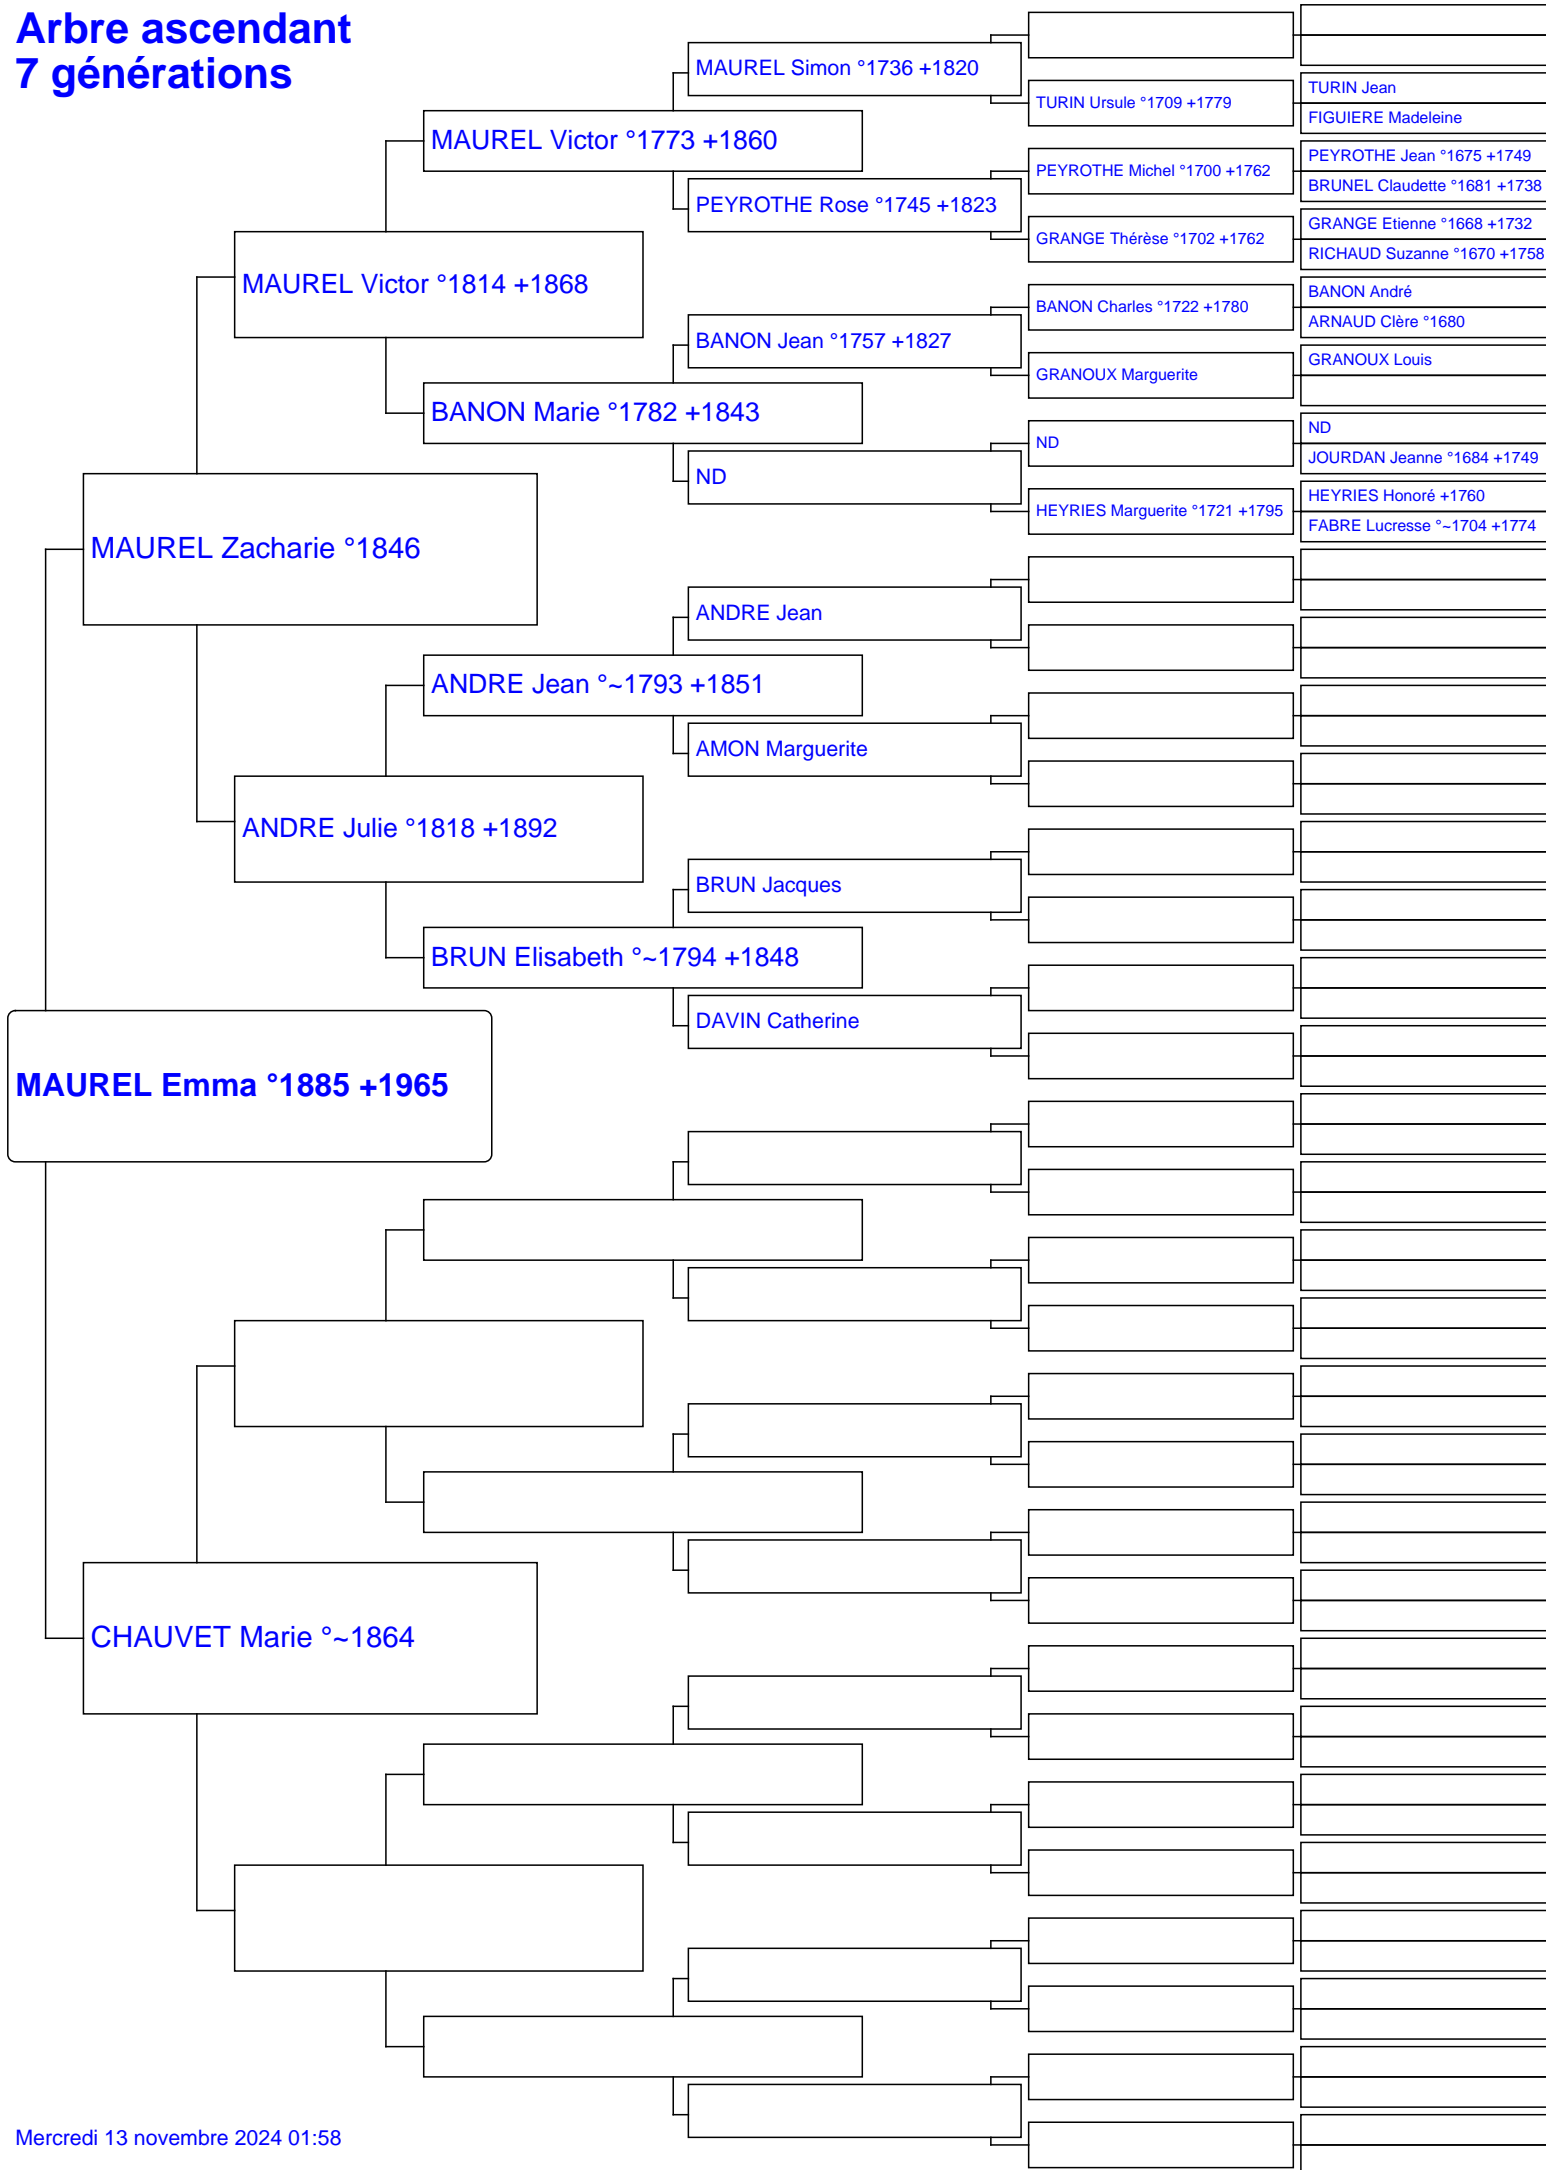 Arbre ascendant
7 générations
MAUREL Emma °1885 +1965
MAUREL Zacharie °1846
CHAUVET Marie °~1864
MAUREL Victor °1814 +1868
ANDRE Julie °1818 +1892
MAUREL Victor °1773 +1860
BANON Marie °1782 +1843
ANDRE Jean °~1793 +1851
BRUN Elisabeth °~1794 +1848
MAUREL Simon °1736 +1820
PEYROTHE Rose °1745 +1823
BANON Jean °1757 +1827
ND
ANDRE Jean
AMON Marguerite
BRUN Jacques
DAVIN Catherine
TURIN Ursule °1709 +1779
PEYROTHE Michel °1700 +1762
GRANGE Thérèse °1702 +1762
BANON Charles °1722 +1780
GRANOUX Marguerite
ND
HEYRIES Marguerite °1721 +1795
TURIN Jean
FIGUIERE Madeleine
PEYROTHE Jean °1675 +1749
BRUNEL Claudette °1681 +1738
GRANGE Etienne °1668 +1732
RICHAUD Suzanne °1670 +1758
BANON André
ARNAUD Clère °1680
GRANOUX Louis
ND
JOURDAN Jeanne °1684 +1749
HEYRIES Honoré +1760
FABRE Lucresse °~1704 +1774
Mercredi 13 novembre 2024 01:58